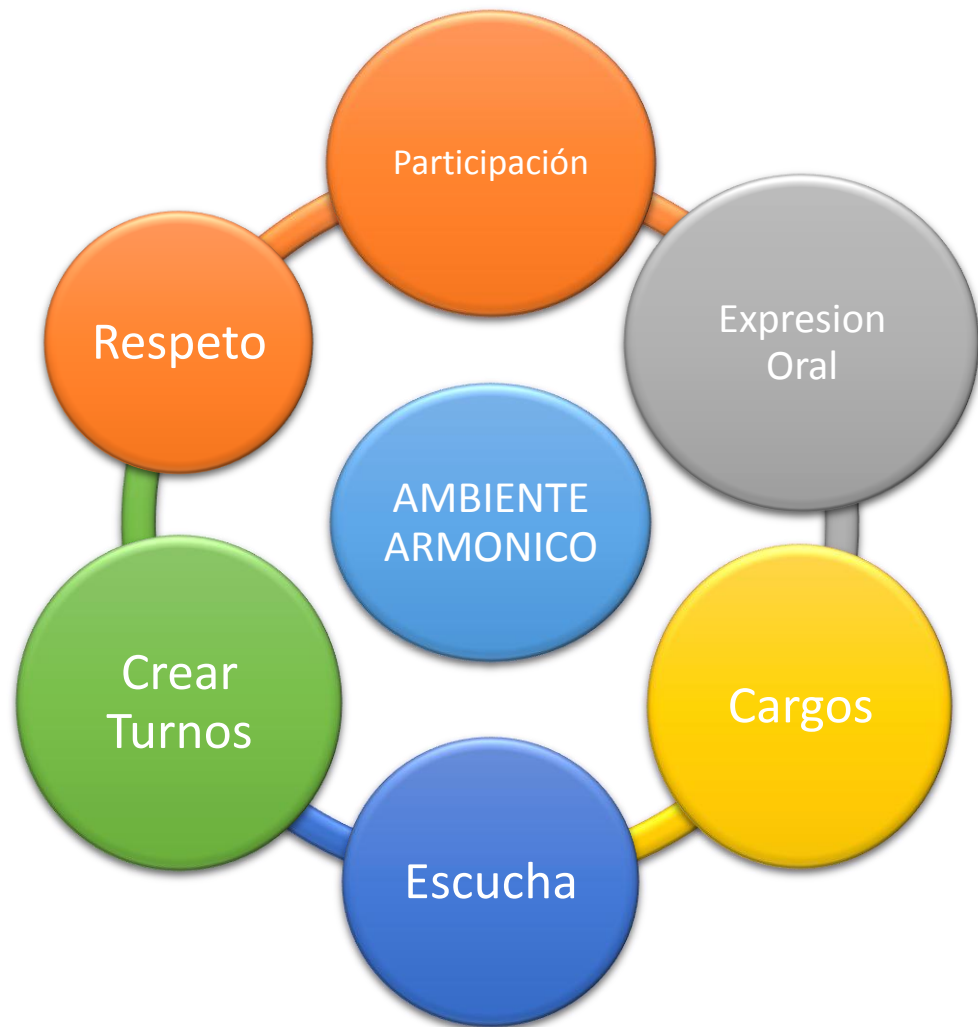 Participación
Expresion
Oral
Respeto
AMBIENTE
ARMONICO
Crear
Turnos
Cargos
Escucha